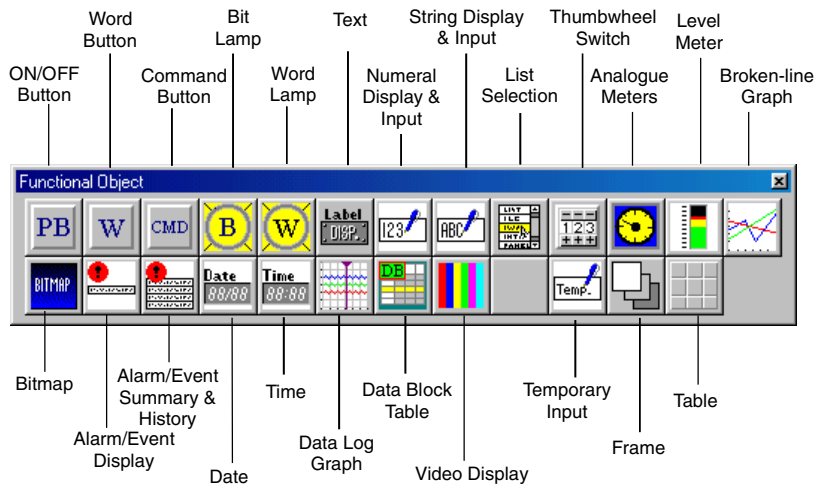 Word
Button
Bit
Lamp
Text
String Display
& Input
Thumbwheel
Switch
Level
Meter
ON/OFF
Button
Command
Button
Word
Lamp
Numeral
Display &
Input
List
Selection
Analogue
Meters
Broken-line
Graph
Functional Object
PB
W
CMD
B
W
Label
DISP.
123
ABC
LIST
---
123
+++
BITMAP
!
!
Date
88/88
Time
88:88
DB
Temp.
Bitmap
Alarm/Event
Display
Alarm/Event
Summary &
History
Date
Time
Data Log
Graph
Data Block
Table
Video Display
Temporary
Input
Frame
Table